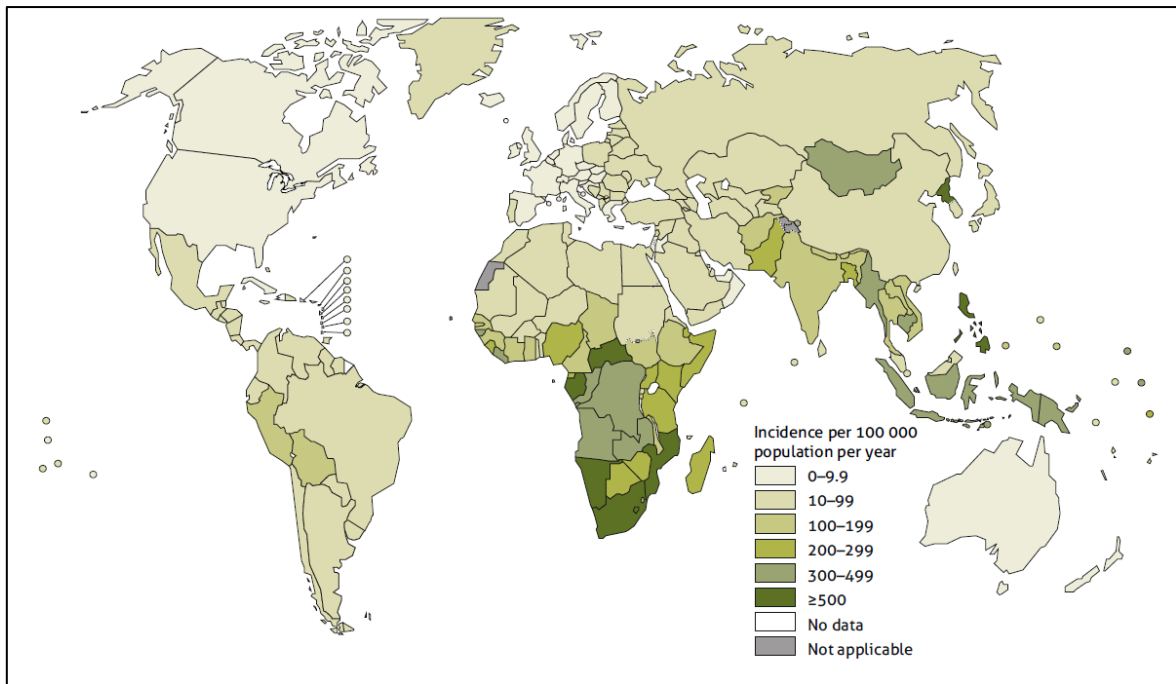 Incidence per 100 000
population per year
0–9.9
10–99
100–199
200–299
300–499
≥500
No data
Not applicable